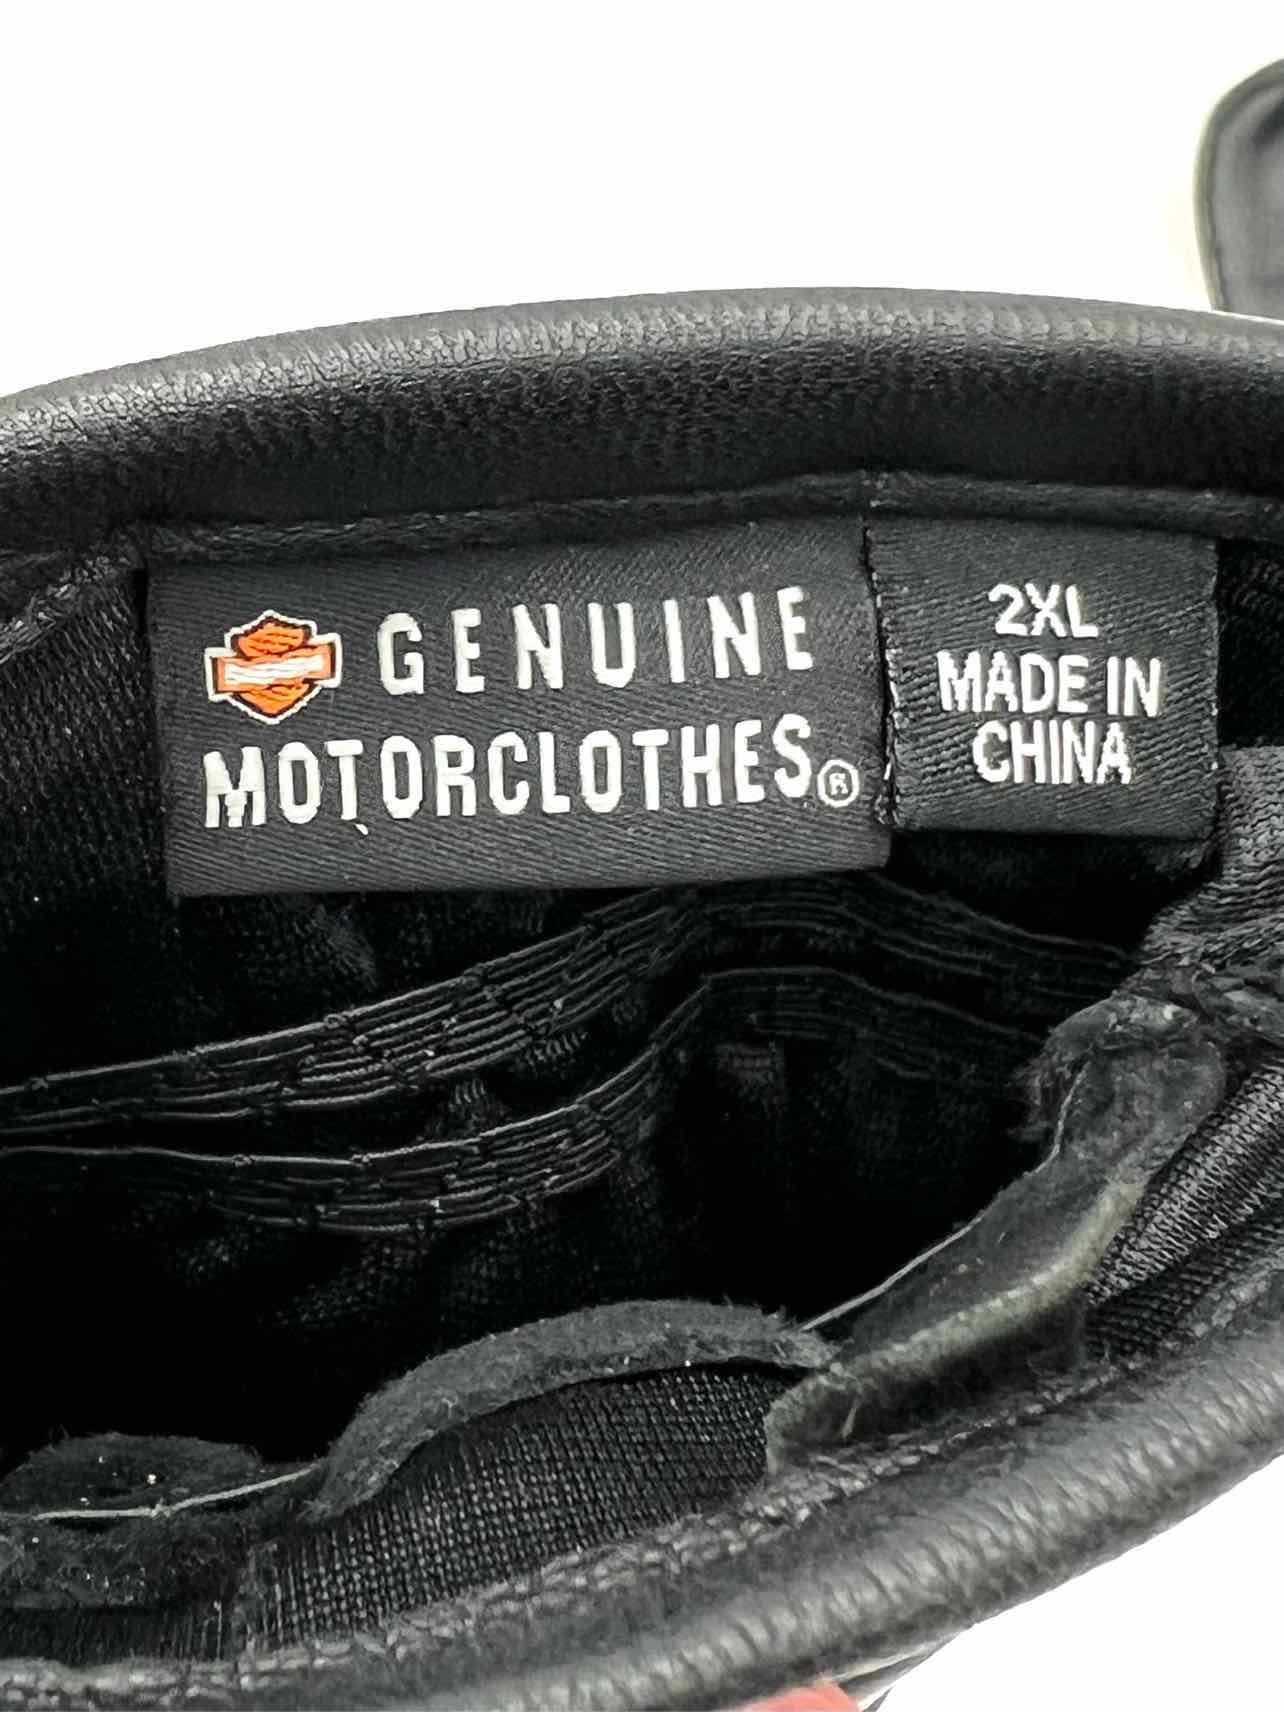 GENUINE
MOTORCLOTHES®
2XL
MADE IN
CHINA